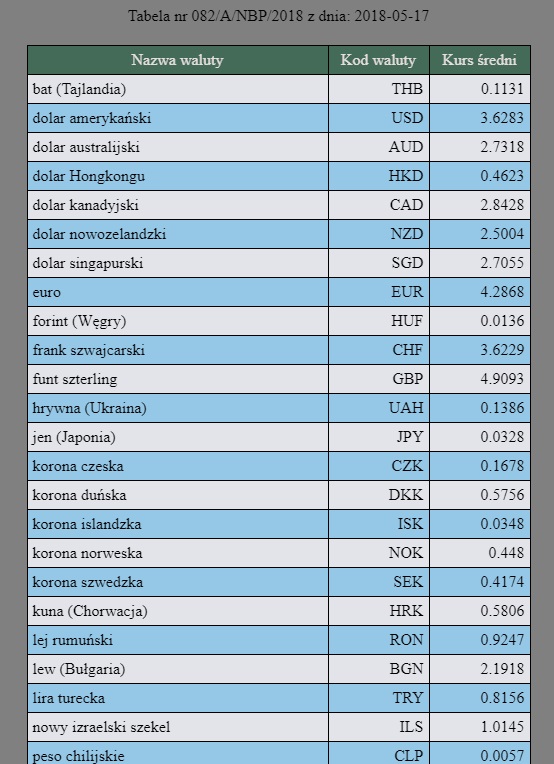 Tabela nr 082/A/NBP/2018 z dnia: 2018-05-17
Nazwa waluty Kod waluty Kurs średni
bat (Tajlandia) THB 0.1131
dolar amerykański USD 3.6283
dolar australijski AUD 2.7318
dolar Hongkongu HKD 0.4623
dolar kanadyjski CAD 2.8428
dolar nowozelandzki NZD 2.5004
dolar singapurski SGD 2.7055
euro EUR 4.2868
forint (Węgry) HUF 0.0136
frank szwajcarski CHF 3.6229
funt szterling GBP 4.9093
hrywna (Ukraina) UAH 0.1386
jen (Japonia) JPY 0.0328
korona czeska CZK 0.1678
korona duńska DKK 0.5756
korona islandzka ISK 0.0348
korona norweska NOK 0.448
korona szwedzka SEK 0.4174
kuna (Chorwacja) HRK 0.5806
lej rumuński RON 0.9247
lew (Bułgaria) BGN 2.1918
lira turecka TRY 0.8156
nowy izraelski szekel ILS 1.0145
peso chilijskie CLP 0.0057